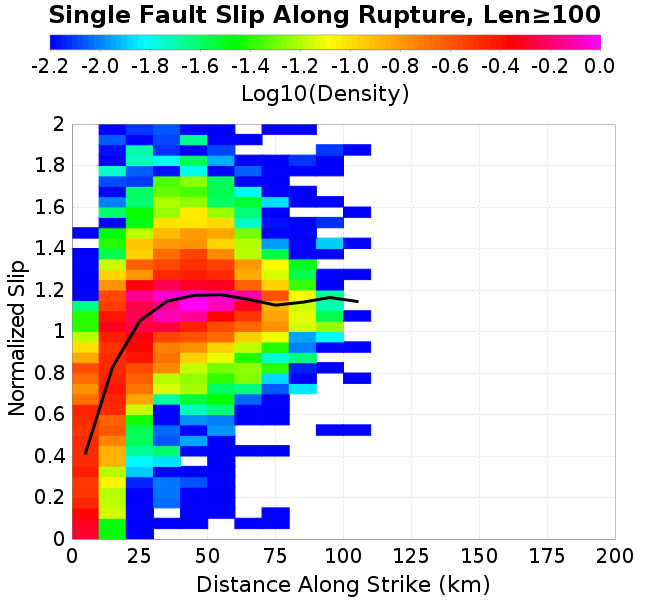 Single Fault Slip Along Rupture, Len≥100
-2.2 -2.0 -1.8 -1.6 -1.4 -1.2 -1.0 -0.8 -0.6 -0.4 -0.2 0.0
Log10(Density)
2
1.8
1.6
1.4
1.2
1
0.8
0.6
0.4
0.2
0
Normalized Slip
0 25 50 75 100 125 150 175 200
Distance Along Strike (km)